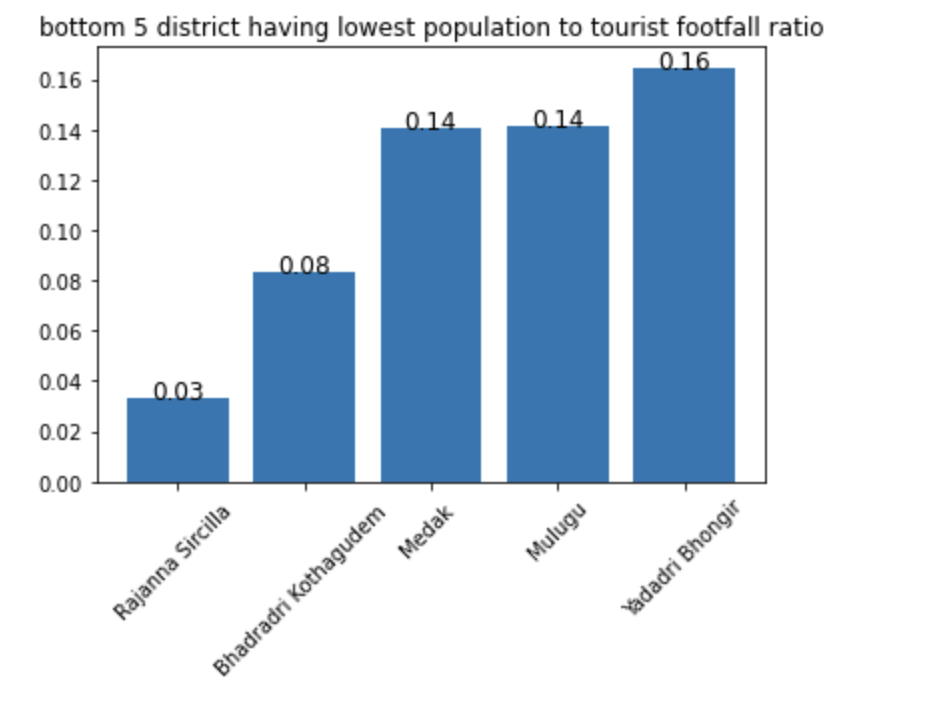 bottom 5 district having lowest population to tourist footfall ratio
0.16
0.14
0.12
0.10
0.08
0.06
0.04
0.02
0.00
0.03
0.08
0.14
0.14
0.16
Rajanna Sircilla
Bhadradri Kothagudem
Medak
Mulugu
Yadadri Bhongir